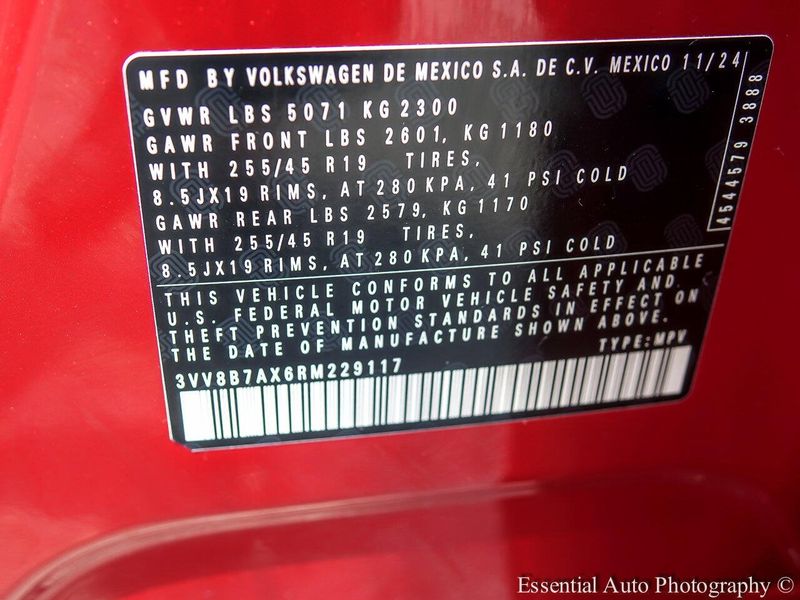 MFD BY VOLKSWAGEN DE MEXICO S.A. DE C.V. MEXICO 11/24
GVWR LBS 5071 KG 2300
GAWR FRONT LBS 2601, KG 1180
WITH 255/45 R19 TIRES,
8.5JX19 RIMS, AT 280 KPA, 41 PSI COLD
GAWR REAR LBS 2579, KG 1170
WITH 255/45 R19 TIRES,
8.5JX19 RIMS, AT 280 KPA, 41 PSI COLD
4544579 3888
THIS VEHICLE CONFORMS TO ALL APPLICABLE
U.S. FEDERAL MOTOR VEHICLE SAFETY AND
THEFT PREVENTION STANDARDS IN EFFECT ON
THE DATE OF MANUFACTURE SHOWN ABOVE.
TYPE:MPV
3VV8B7AX6RM229117
Essential Auto Photography ©